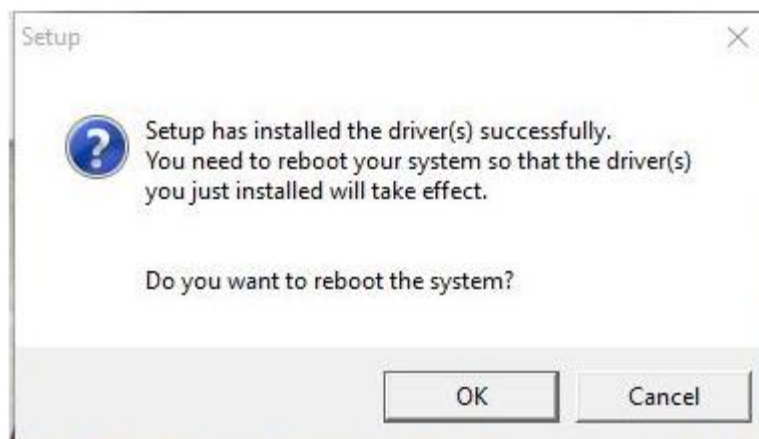 Setup
Setup has installed the driver(s) successfully.
You need to reboot your system so that the driver(s)
you just installed will take effect.
Do you want to reboot the system?
OK
Cancel